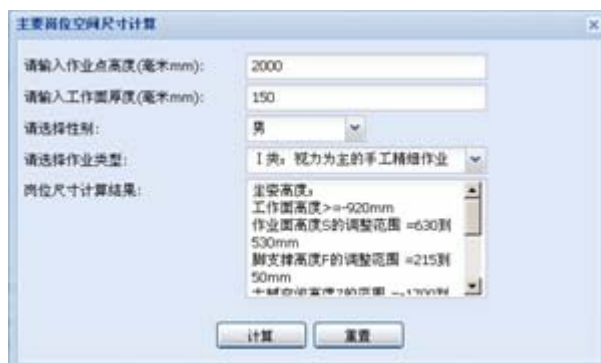 主要岗位空间尺寸计算
请输入作业点高度(毫米mm): 2000
请输入工作面厚度(毫米mm): 150
请选择性别: 男
请选择作业类型: I类：视力为主的手工精细作业
岗位尺寸计算结果: 坐姿高度：
工作面高度>=-920mm
作业面高度S的调整范围 =630到
530mm
脚支撑高度F的调整范围 =215到
50mm
计算 重置